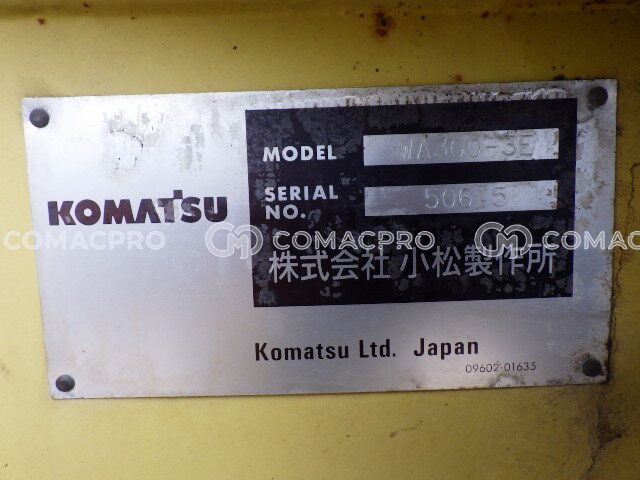 KOMATSU
MODEL WA300-3E
SERIAL NO. 50615
株式会社 小松製作所
Komatsu Ltd. Japan
09602-01635
COMACPRO COMACPRO COMACPRO